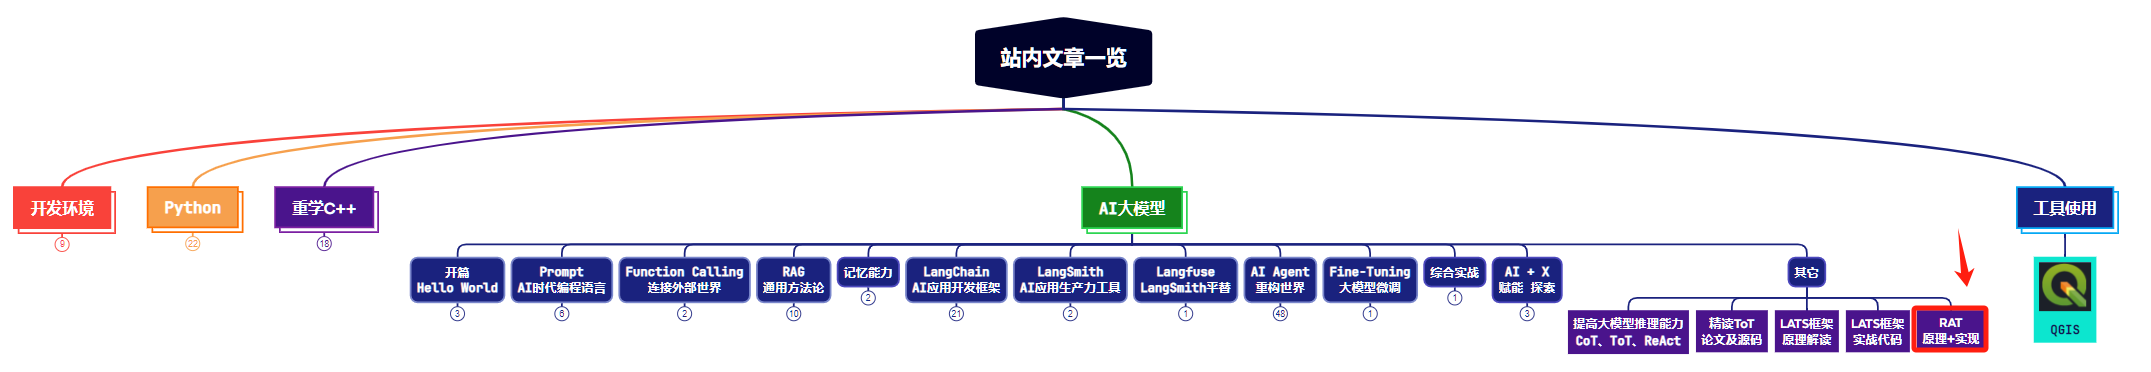 站内文章一览
开发环境
9
Python
22
重学C++
18
AI大模型
工具使用
开篇
Hello World
3
Prompt
AI时代编程语言
6
Function Calling
连接外部世界
2
RAG
通用方法论
10
记忆能力
2
LangChain
AI应用开发框架
21
LangSmith
AI应用生产力工具
2
Langfuse
LangSmith平替
1
AI Agent
重构世界
48
Fine-Tuning
大模型微调
1
综合实战
1
AI + X
赋能 探索
3
其它
提高大模型推理能力
CoT、ToT、ReAct
精读ToT
论文及源码
LATS框架
原理解读
LATS框架
实战代码
RAT
原理+实现
QGIS